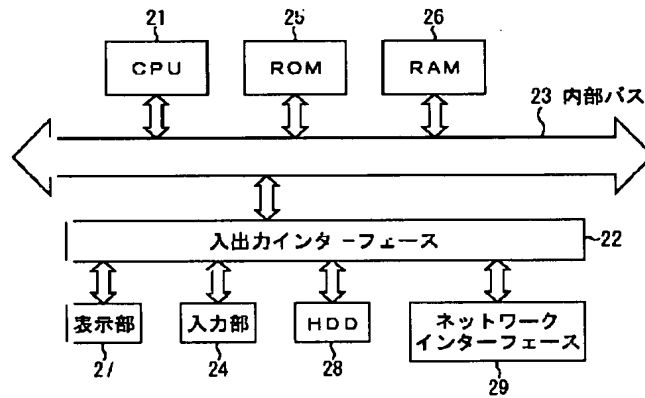 21
25
26
CPU
ROM
RAM
23 内部バス
入出力インターフェース
22
表示部
入力部
HDD
ネットワーク
インターフェース
27
24
28
29